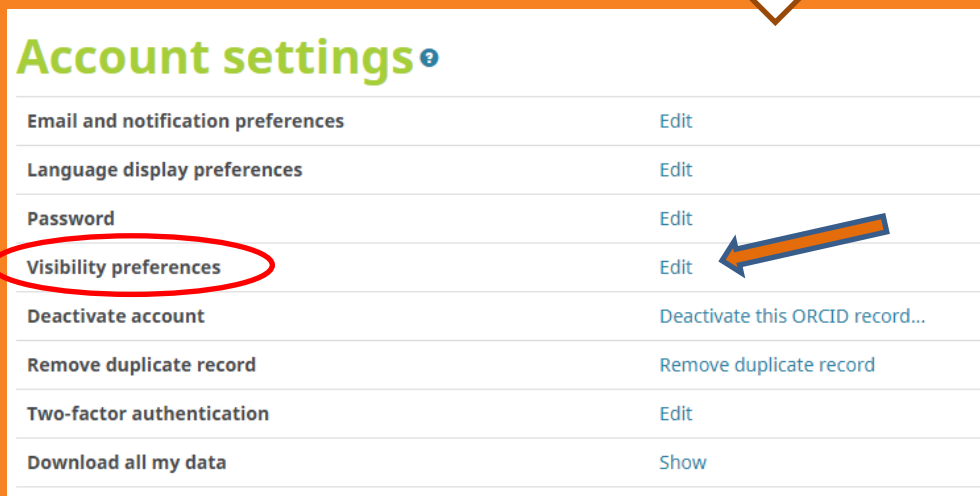 Account settings ?
Email and notification preferences Edit
Language display preferences Edit
Password Edit
Visibility preferences Edit
Deactivate account Deactivate this ORCID record...
Remove duplicate record Remove duplicate record
Two-factor authentication Edit
Download all my data Show